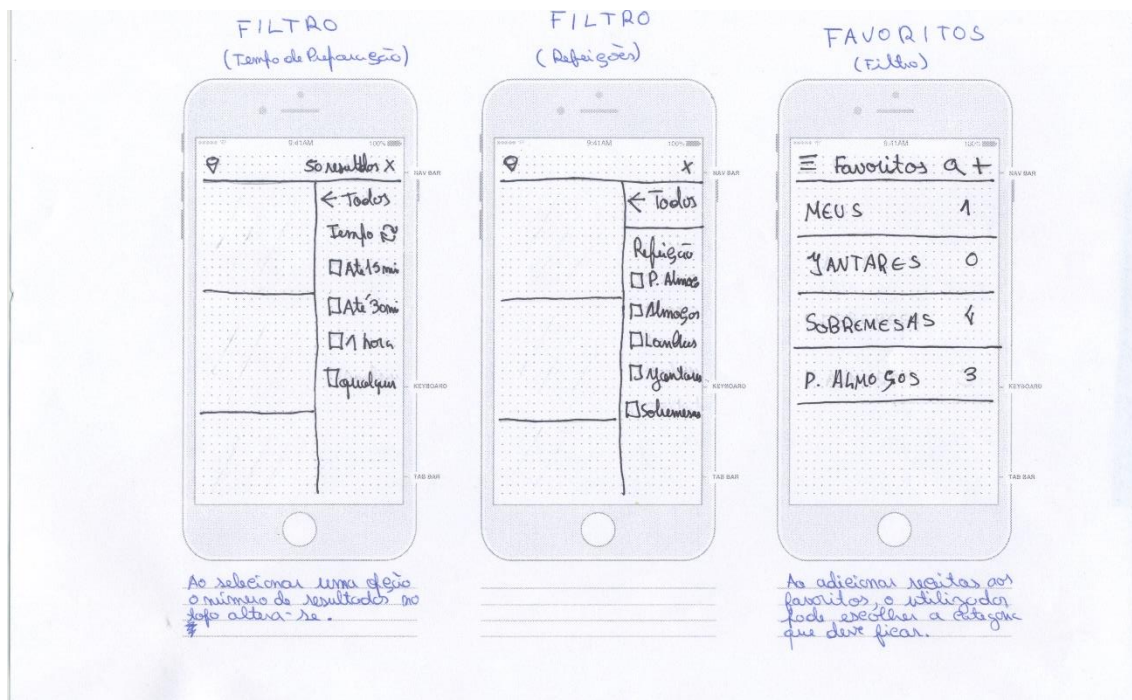 FILTRO
(Tempo de Preparação)
9:41AM 100%
50 resultados X
NAV BAR
← Todos
Tempo
Até 15 min
Até 30 min
1 hora
qualquer
KEYBOARD
TAB BAR
Ao selecionar uma opção
o número de resultados no
topo altera-se.
FILTRO
(Refeições)
9:41AM 100%
X
NAV BAR
← Todos
Refeição
P. Almoço
Almoços
Lanches
Jantares
Sobremesa
KEYBOARD
TAB BAR
FAVORITOS
(Filtro)
9:41AM 100%
Favoritos +
NAV BAR
MEUS 1
JANTARES 0
SOBREMESAS 4
P. ALMOÇOS 3
KEYBOARD
TAB BAR
Ao adicionar receitas aos
favoritos, o utilizador
pode escolher a categoria
que deve ficar.